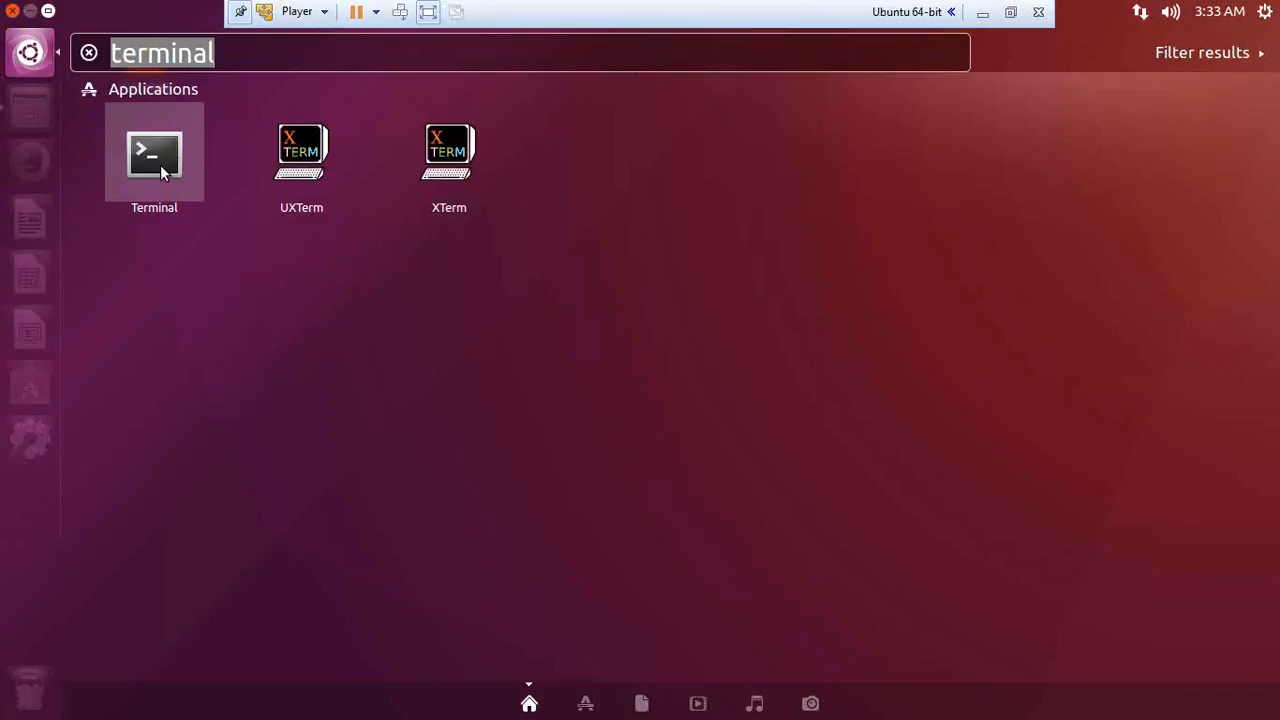 Player
Ubuntu 64-bit
3:33 AM
terminal
Filter results
Applications
>_
X TERM
X TERM
Terminal
UXTerm
XTerm